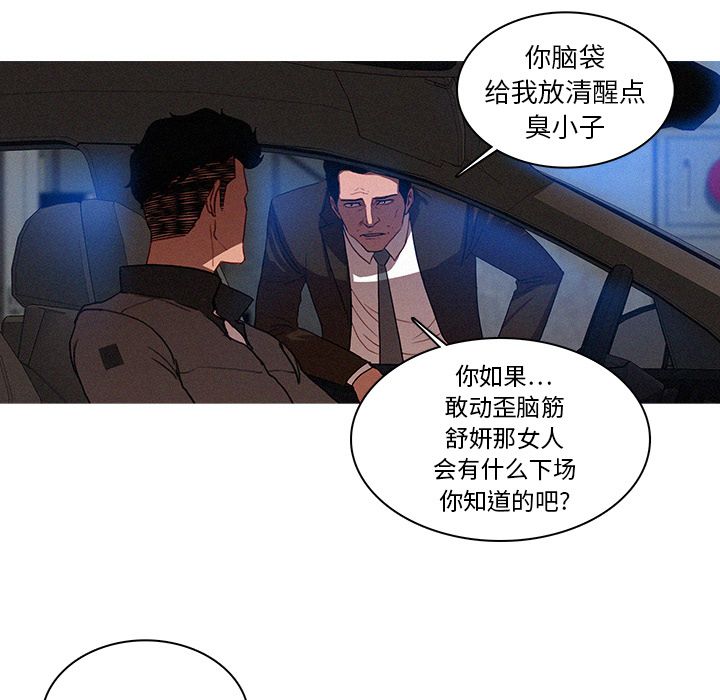 你脑袋
给我放清醒点
臭小子
你如果...
敢动歪脑筋
舒妍那女人
会有什么下场
你知道的吧?